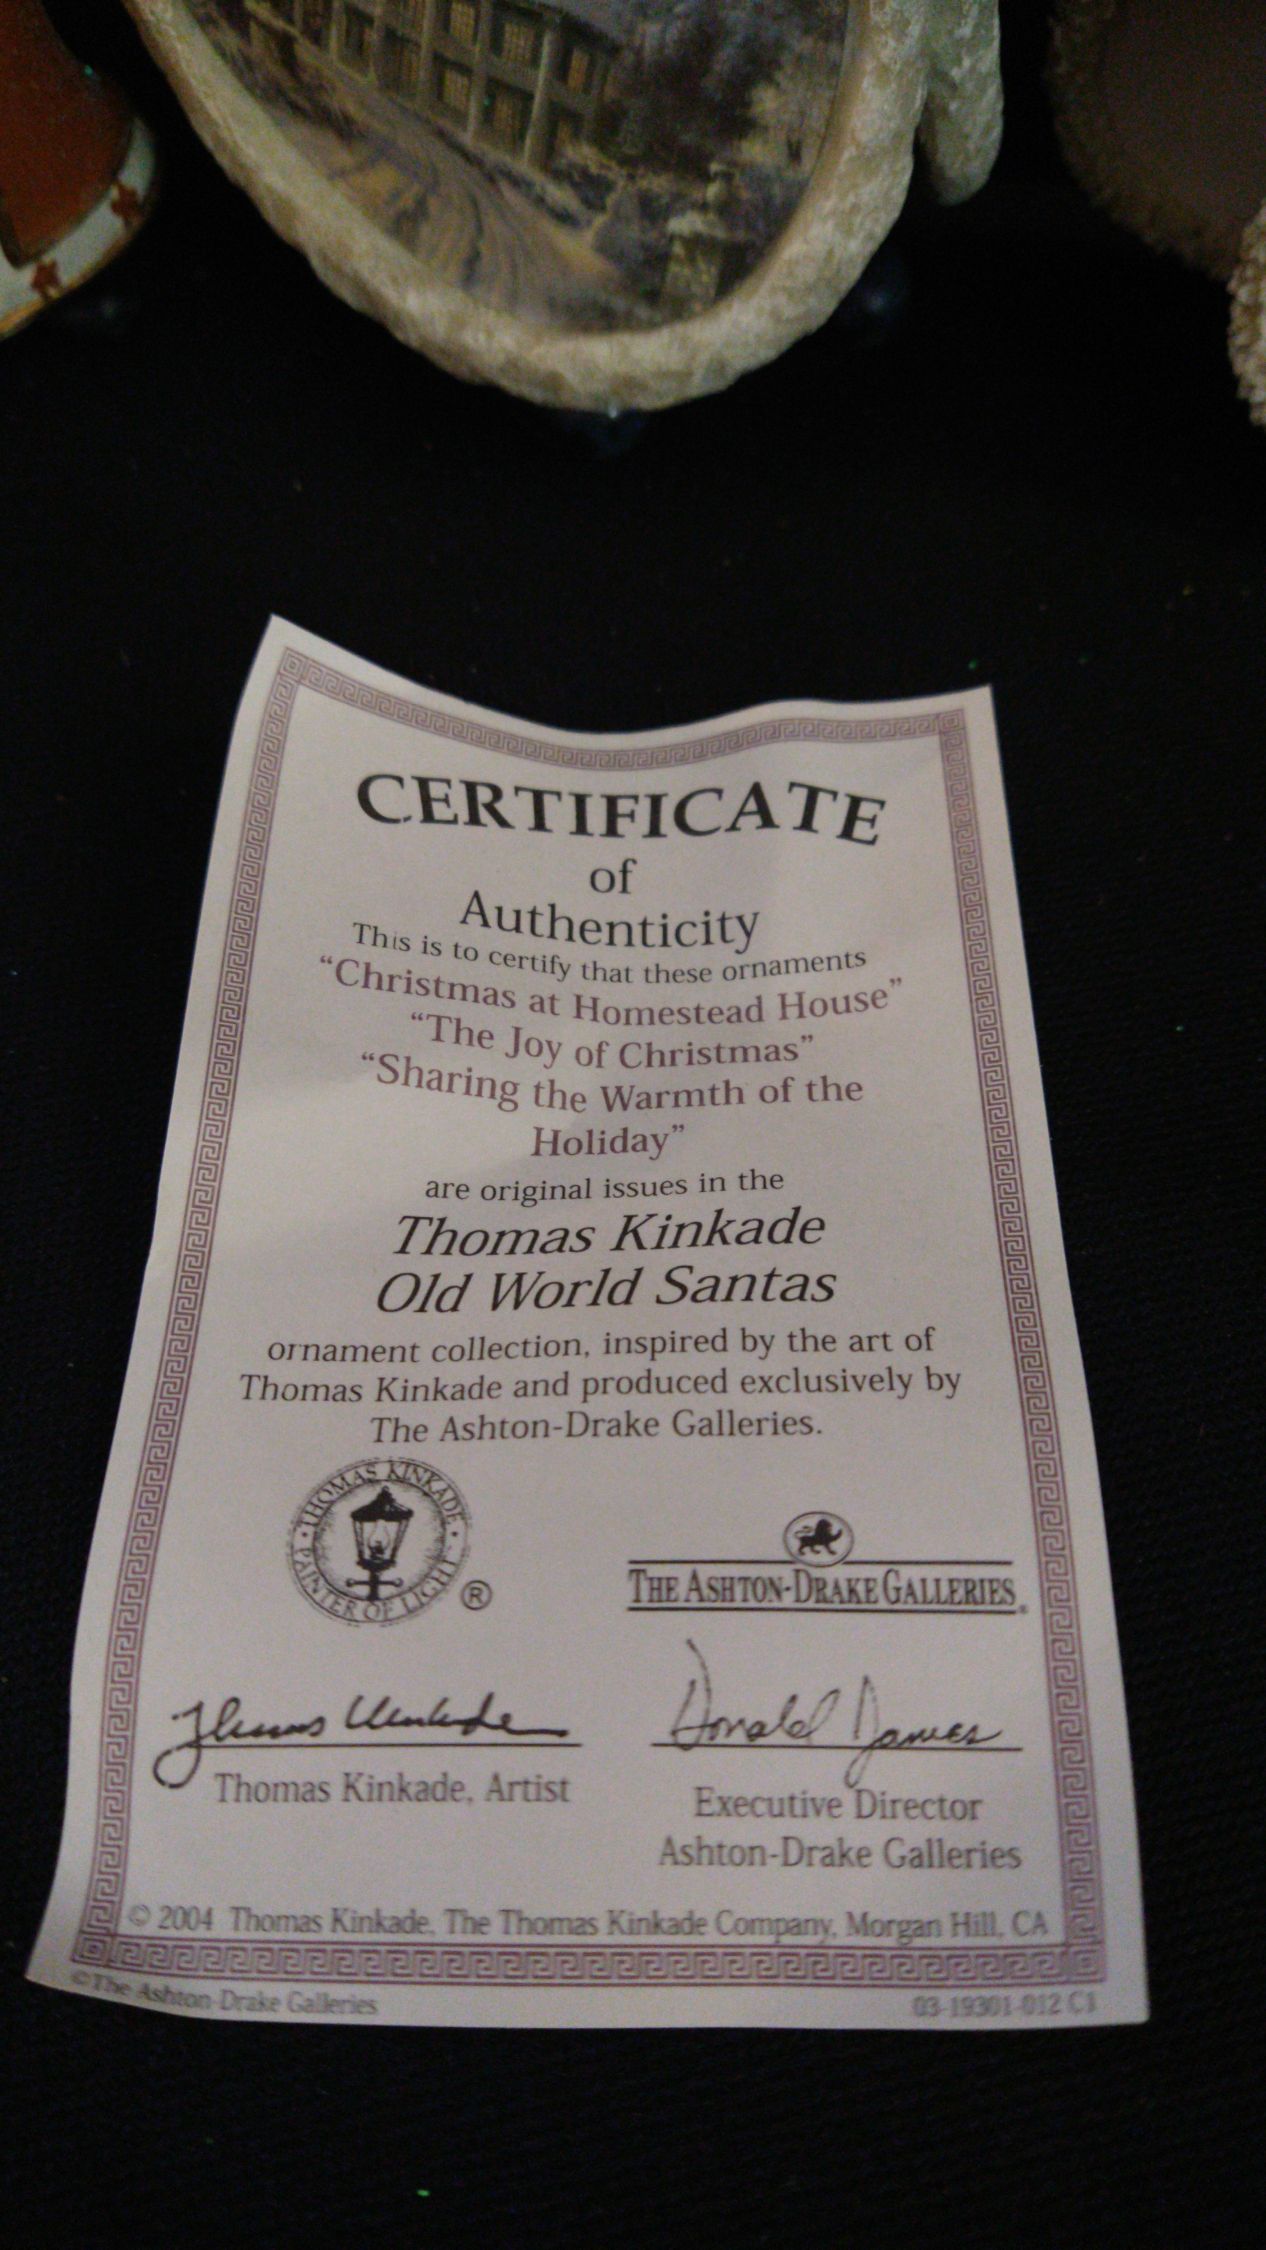 CERTIFICATE
of
Authenticity
This is to certify that these ornaments
“Christmas at Homestead House”
“The Joy of Christmas”
“Sharing the Warmth of the
Holiday”
are original issues in the
Thomas Kinkade
Old World Santas
ornament collection, inspired by the art of
Thomas Kinkade and produced exclusively by
The Ashton-Drake Galleries.
· THOMAS KINKADE · PAINTER OF LIGHT ®
THE ASHTON-DRAKE GALLERIES®
Thomas Kinkade
Thomas Kinkade, Artist
Donald James
Executive Director
Ashton-Drake Galleries
© 2004 Thomas Kinkade, The Thomas Kinkade Company, Morgan Hill, CA
©The Ashton-Drake Galleries
03-19301-012 C1